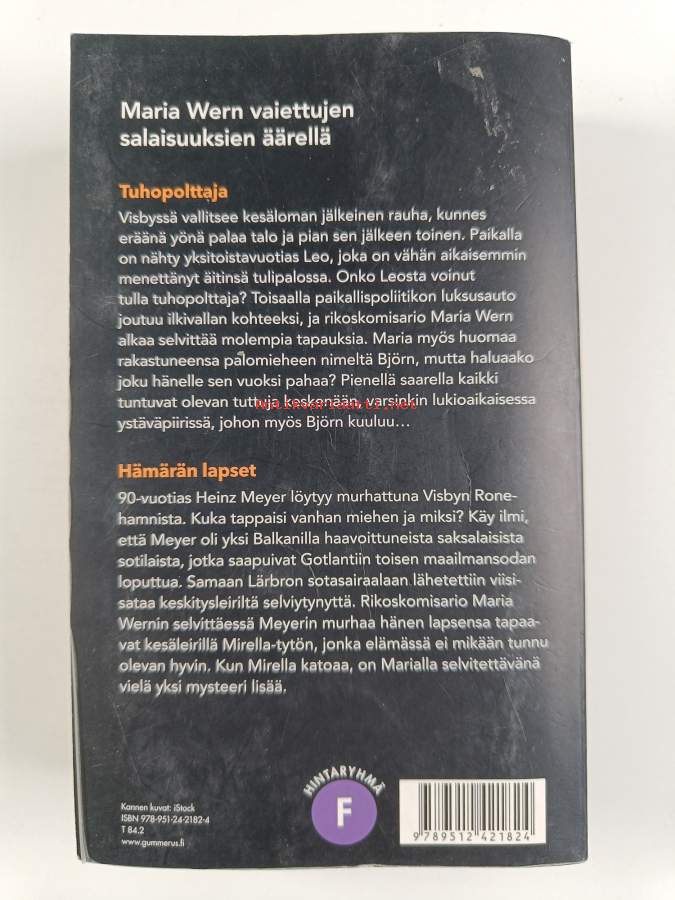 Maria Wern vaiettujen
salaisuuksien äärellä
Tuhopolttaja
Visbyssä vallitsee kesäloman jälkeinen rauha, kunnes
eräänä yönä palaa talo ja pian sen jälkeen toinen. Paikalla
on nähty yksitoistavuotias Leo, joka on vähän aikaisemmin
menettänyt äitinsä tulipalossa. Onko Leosta voinut
tulla tuhopolttaja? Toisaalla paikallispoliitikon luksusauto
joutuu ilkivallan kohteeksi, ja rikoskomisario Maria Wern
alkaa selvittää molempia tapauksia. Maria myös huomaa
rakastuneensa palomieheen nimeltä Björn, mutta haluaako
joku hänelle sen vuoksi pahaa? Pienellä saarella kaikki
tuntuvat olevan tuttuja keskenään, varsinkin lukioaikaisessa
ystäväpiirissä, johon myös Björn kuuluu...
Hämärän lapset
90-vuotias Heinz Meyer löytyy murhattuna Visbyn Rone-
hamnista. Kuka tappaisi vanhan miehen ja miksi? Käy ilmi,
että Meyer oli yksi Balkanilla haavoittuneista saksalaisista
sotilaista, jotka saapuivat Gotlantiin toisen maailmansodan
loputtua. Samaan Lärbron sotasairaalaan lähetettiin viisi-
sataa keskitysleiriltä selviytynyttä. Rikoskomisario Maria
Wernin selvittäessä Meyerin murhaa hänen lapsensa tapaa-
vat kesäleirillä Mirella-tytön, jonka elämässä ei mikään tunnu
olevan hyvin. Kun Mirella katoaa, on Marialla selvitettävänä
vielä yksi mysteeri lisää.
Kannen kuvat: iStock
ISBN 978-951-24-2182-4
T 84.2
www.gummerus.fi
HINTARYHMÄ
F
9 789512 421824